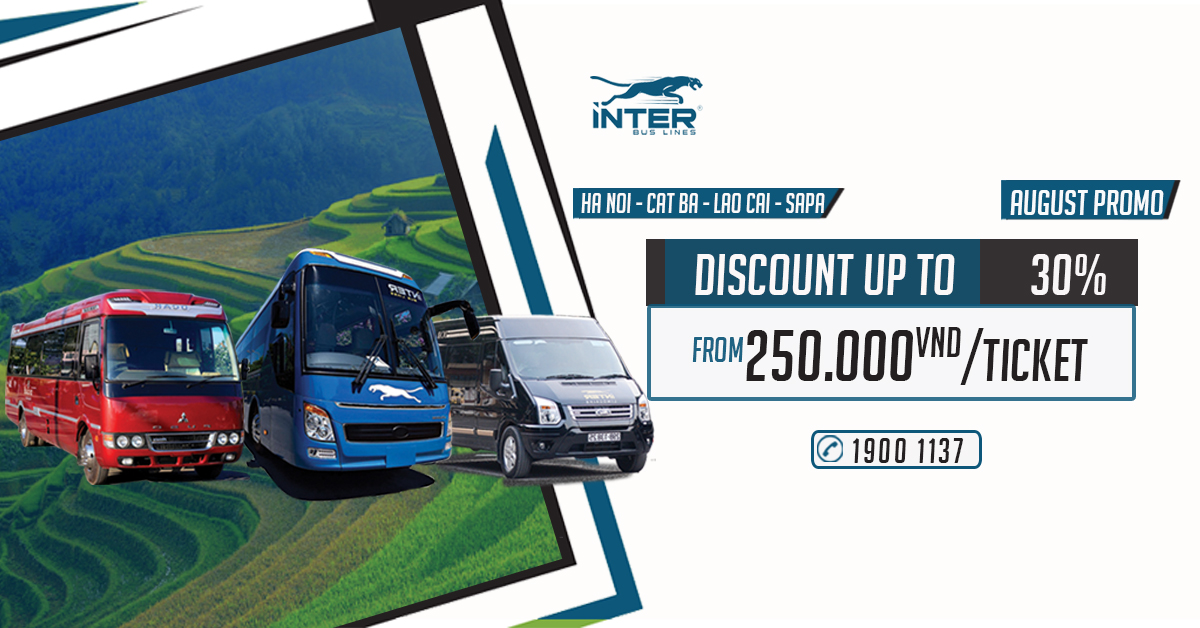 INTER®
BUS LINES
HA NOI - CAT BA - LAO CAI - SAPA
AUGUST PROMO
DISCOUNT UP TO 30%
FROM 250.000VND/TICKET
1900 1137
INTER